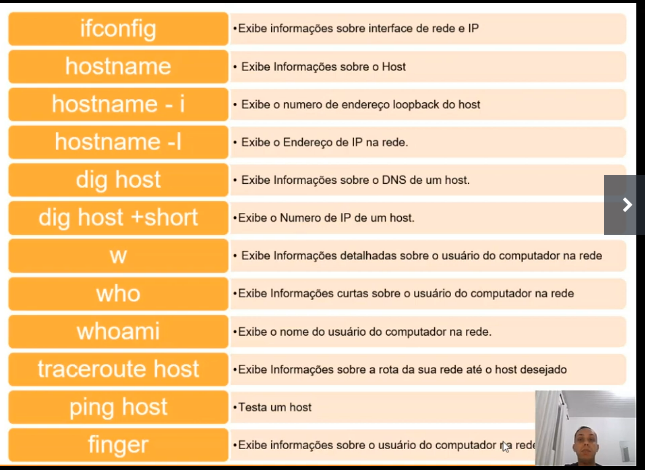 ifconfig
•Exibe informações sobre interface de rede e IP
hostname
• Exibe Informações sobre o Host
hostname - i
• Exibe o numero de endereço loopback do host
hostname -I
• Exibe o Endereço de IP na rede.
dig host
• Exibe Informações sobre o DNS de um host.
dig host +short
•Exibe o Numero de IP de um host.
w
• Exibe Informações detalhadas sobre o usuário do computador na rede
who
•Exibe Informações curtas sobre o usuário do computador na rede
whoami
•Exibe o nome do usuário do computador na rede.
traceroute host
•Exibe Informações sobre a rota da sua rede até o host desejado
ping host
•Testa um host
finger
•Exibe informações sobre o usuário do computador na rede